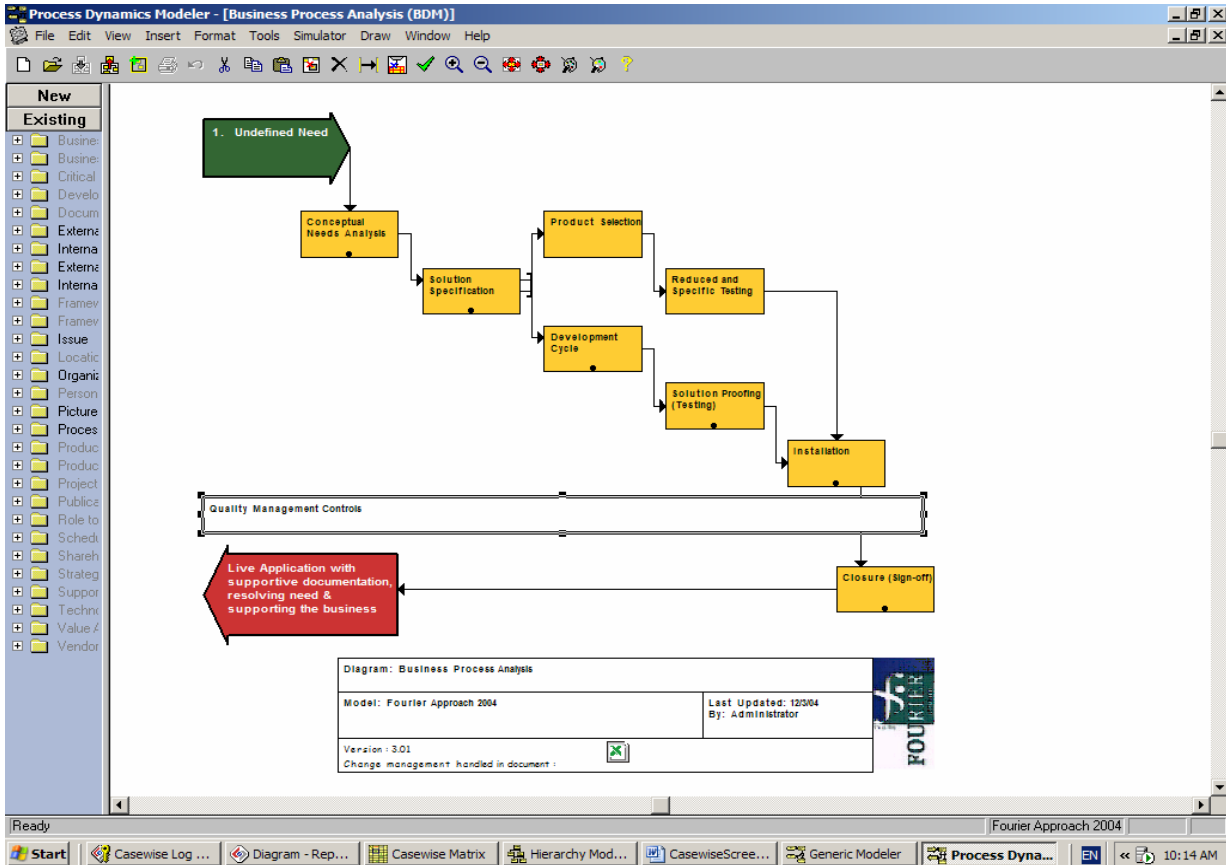 Process Dynamics Modeler - [Business Process Analysis (BDM)]
File Edit View Insert Format Tools Simulator Draw Window Help
New
Existing
Busine
Busine
Critical
Develo
Docum
Externa
Interna
Externa
Interna
Framew
Framew
Issue
Locatio
Organiz
Person
Picture
Proces
Produc
Produc
Project
Publica
Role to
Schedu
Shareh
Strateg
Suppor
Techno
Value A
Vendor
1. Undefined Need
Conceptual
Needs Analysis
Product Selection
Solution
Specification
Reduced and
Specific Testing
Development
Cycle
Solution Proofing
(Testing)
Installation
Quality Management Controls
Live Application with
supportive documentation,
resolving need &
supporting the business
Closure (Sign-off)
Diagram: Business Process Analysis
Model: Fourier Approach 2004
Last Updated: 12/3/04
By: Administrator
Version : 3.01
Change management handled in document :
FOURIER
Ready
Fourier Approach 2004
Start
Casewise Log ...
Diagram - Rep...
Casewise Matrix
Hierarchy Mod...
CasewiseScree...
Generic Modeler
Process Dyna...
EN
«
10:14 AM